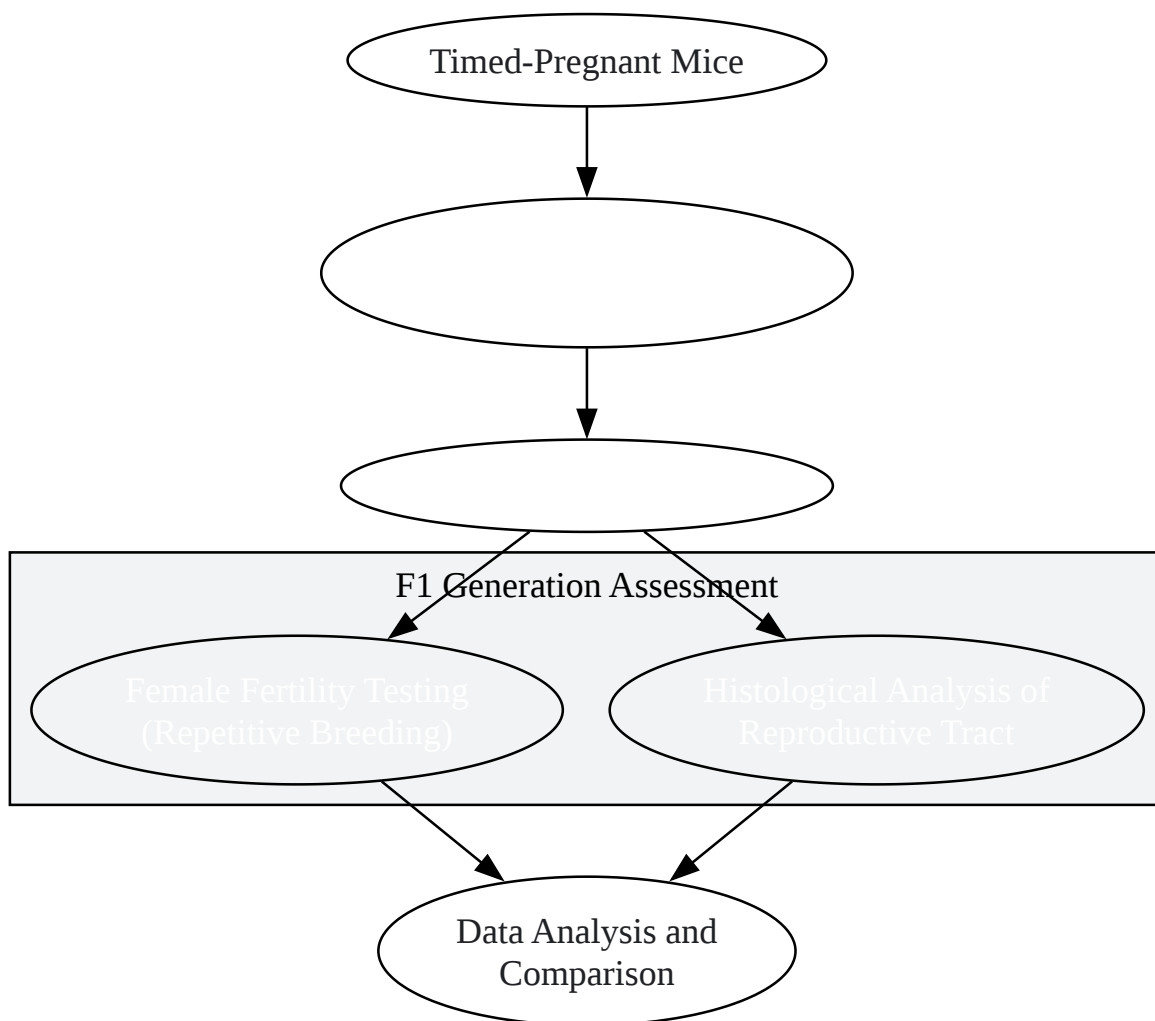 Timed-Pregnant Mice
F1 Generation Assessment
Female Fertility Testing
(Repetitive Breeding)
Histological Analysis of
Reproductive Tract
Data Analysis and
Comparison